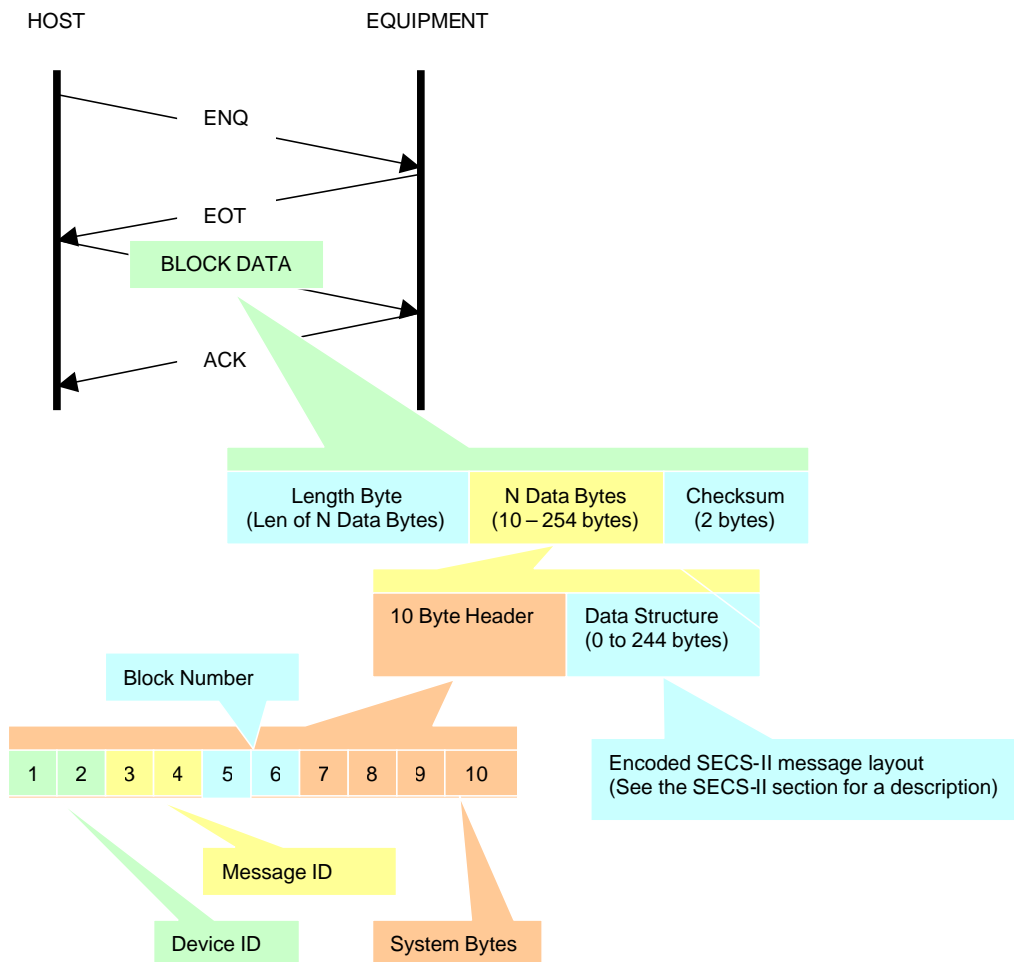 HOST
EQUIPMENT
ENQ
EOT
BLOCK DATA
ACK
Length Byte
(Len of N Data Bytes)
N Data Bytes
(10 – 254 bytes)
Checksum
(2 bytes)
10 Byte Header
Data Structure
(0 to 244 bytes)
Block Number
1 2 3 4 5 6 7 8 9 10
Encoded SECS-II message layout
(See the SECS-II section for a description)
Message ID
Device ID
System Bytes